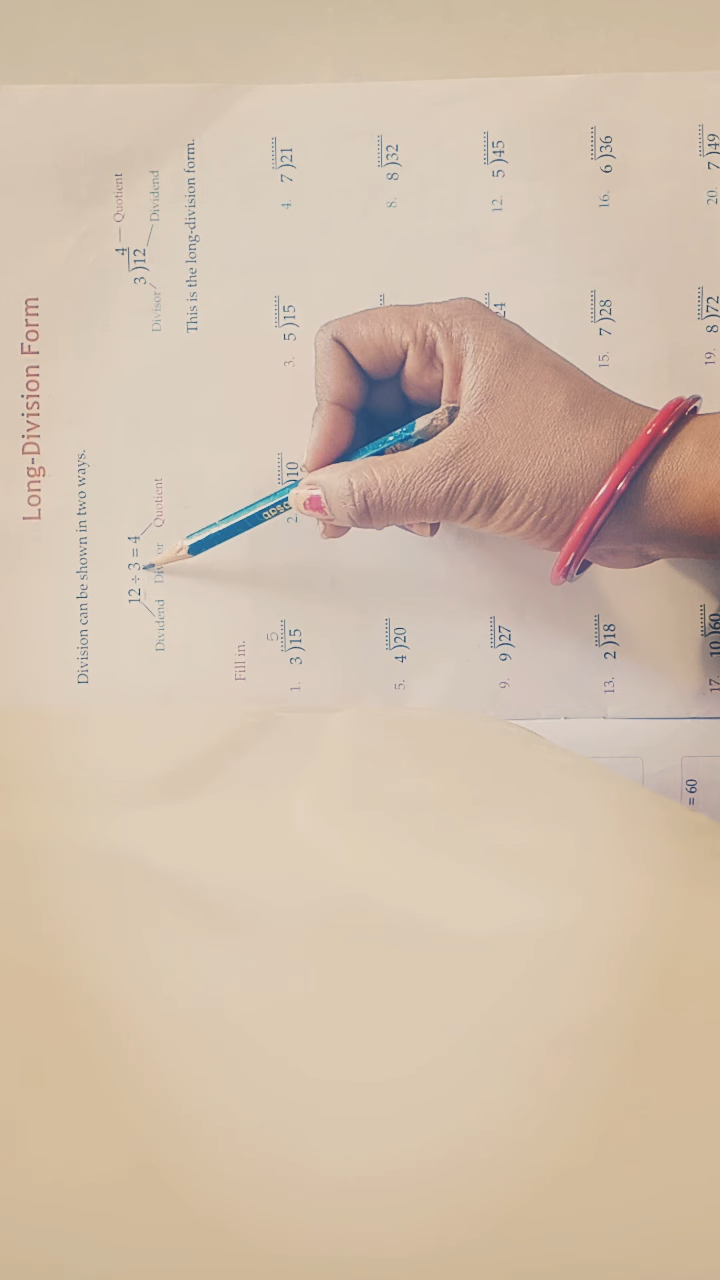 Long-Division Form
Division can be shown in two ways.
12 ÷ 3 = 4
Dividend Quotient
4 — Quotient
3 )12
Divisor Dividend
This is the long-division form.
Fill in.
1. 3 )15 5
2 )10
3. 5 )15
4. 7 )21
5. 4 )20
8. 8 )32
9. 9 )27
24
12. 5 )45
13. 2 )18
15. 7 )28
16. 6 )36
17. 10 )60
19. 8 )72
20. 7 )49
= 60
apsa